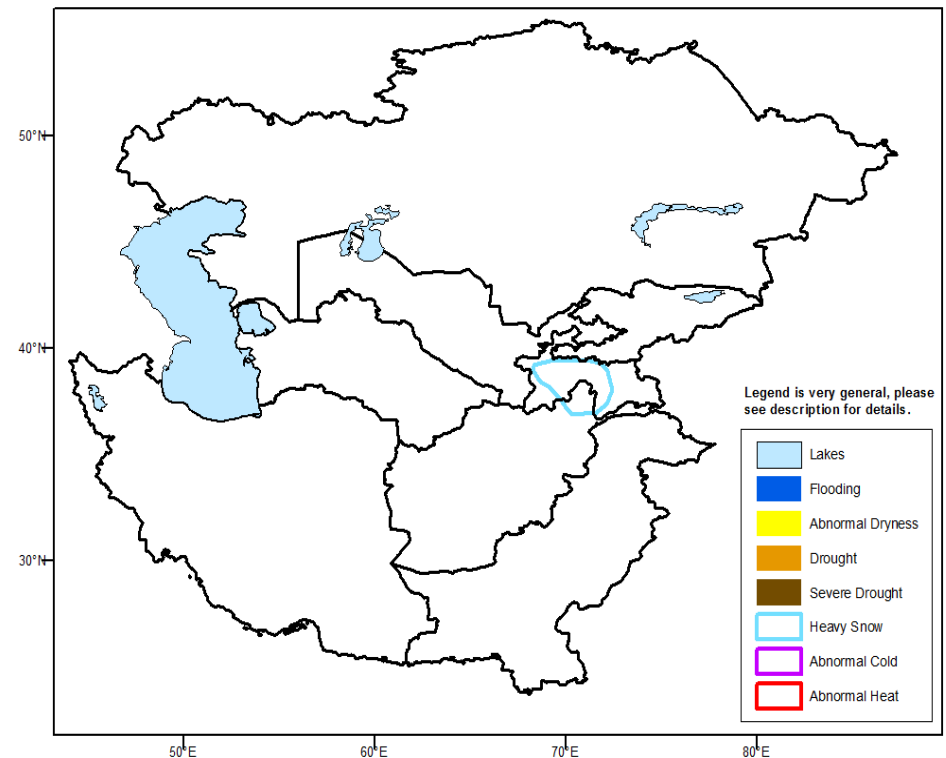 50°N
40°N
30°N
Legend is very general, please
see description for details.
Lakes
Flooding
Abnormal Dryness
Drought
Severe Drought
Heavy Snow
Abnormal Cold
Abnormal Heat
50°E
60°E
70°E
80°E